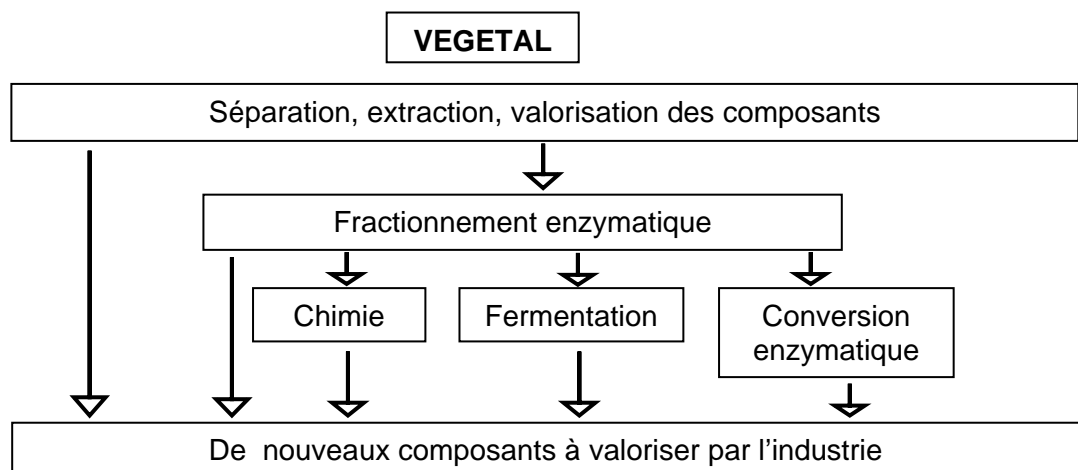 VEGETAL
Séparation, extraction, valorisation des composants
Fractionnement enzymatique
Chimie
Fermentation
Conversion
enzymatique
De nouveaux composants à valoriser par l’industrie